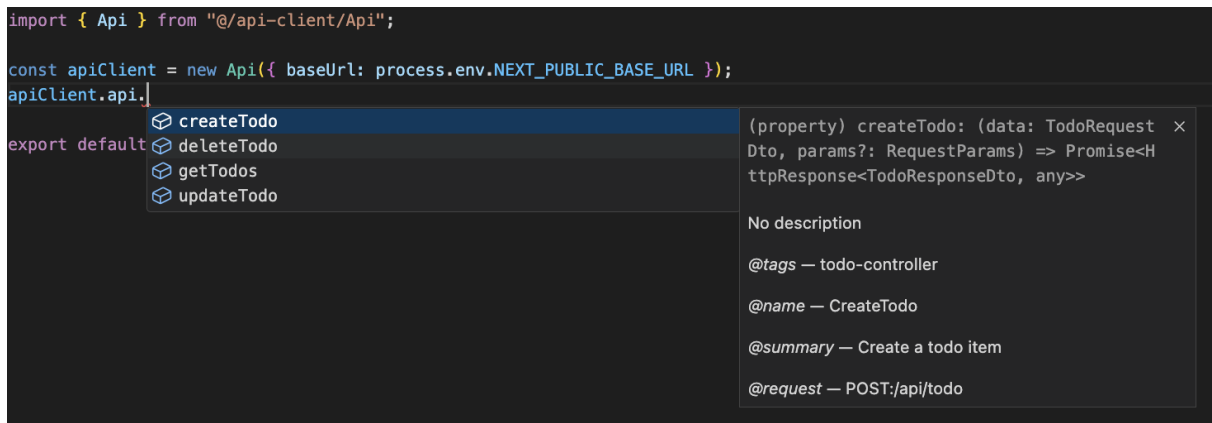 import { Api } from "@/api-client/Api";
const apiClient = new Api({ baseUrl: process.env.NEXT_PUBLIC_BASE_URL });
apiClient.api.
export default
createTodo
deleteTodo
getTodos
updateTodo
(property) createTodo: (data: TodoRequest
Dto, params?: RequestParams) => Promise<H
ttpResponse<TodoResponseDto, any>>
No description
@tags — todo-controller
@name — CreateTodo
@summary — Create a todo item
@request — POST:/api/todo